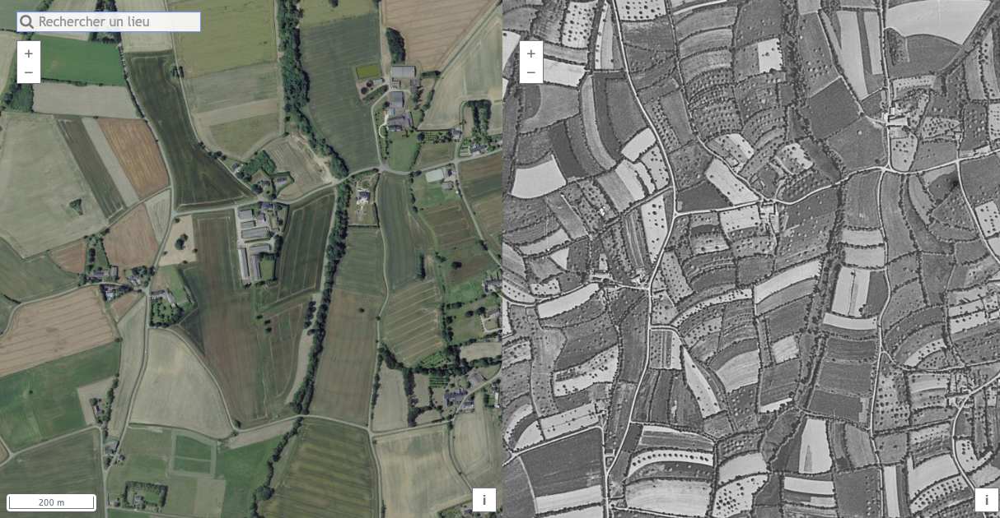 Rechercher un lieu
+
−
+
−
200 m
i
i